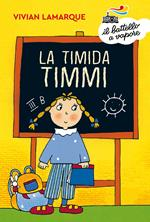 VIVIAN LAMARQUE
il battello
a vapore
LA TIMIDA
TIMMI
III B